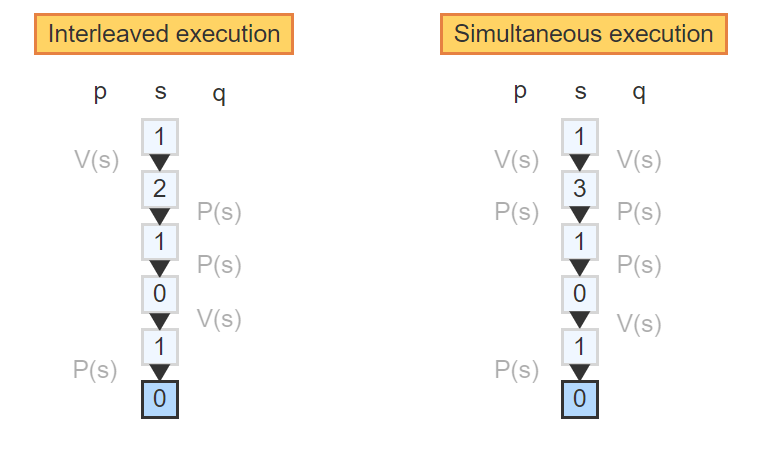 Interleaved execution
p s q
1
V(s)
2
P(s)
1
P(s)
0
V(s)
1
P(s)
0
Simultaneous execution
p s q
1
V(s) V(s)
3
P(s) P(s)
1
P(s)
0
V(s)
1
P(s)
0